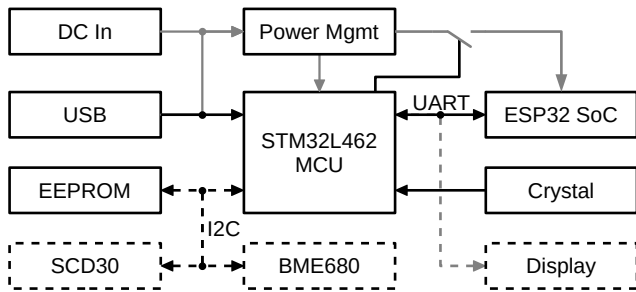 DC In
Power Mgmt
USB
STM32L462
MCU
UART
ESP32 SoC
EEPROM
Crystal
I2C
SCD30
BME680
Display